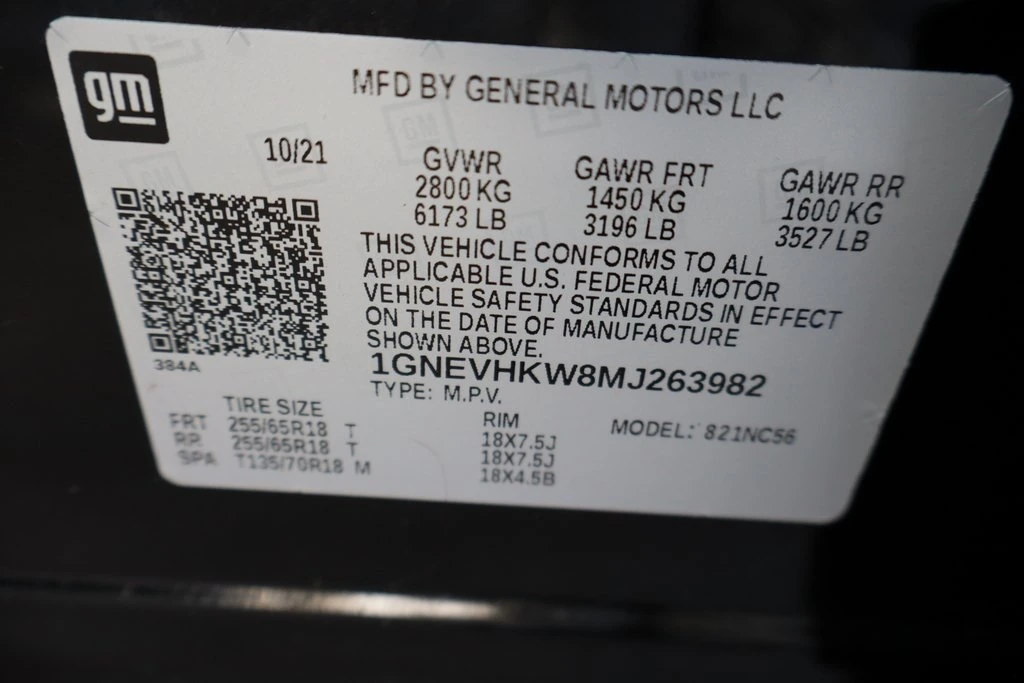 gm
MFD BY GENERAL MOTORS LLC
10/21
GVWR GAWR FRT GAWR RR
2800 KG 1450 KG 1600 KG
6173 LB 3196 LB 3527 LB
THIS VEHICLE CONFORMS TO ALL
APPLICABLE U.S. FEDERAL MOTOR
VEHICLE SAFETY STANDARDS IN EFFECT
ON THE DATE OF MANUFACTURE
SHOWN ABOVE.
384A
1GNEVHKW8MJ263982
TYPE: M.P.V.
TIRE SIZE RIM MODEL: 821NC56
FRT 255/65R18 T 18X7.5J
RR 255/65R18 T 18X7.5J
SPA T135/70R18 M 18X4.5B